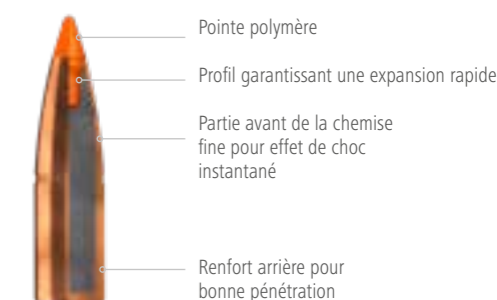 Pointe polymère
Profil garantissant une expansion rapide
Partie avant de la chemise
fine pour effet de choc
instantané
Renfort arrière pour
bonne pénétration